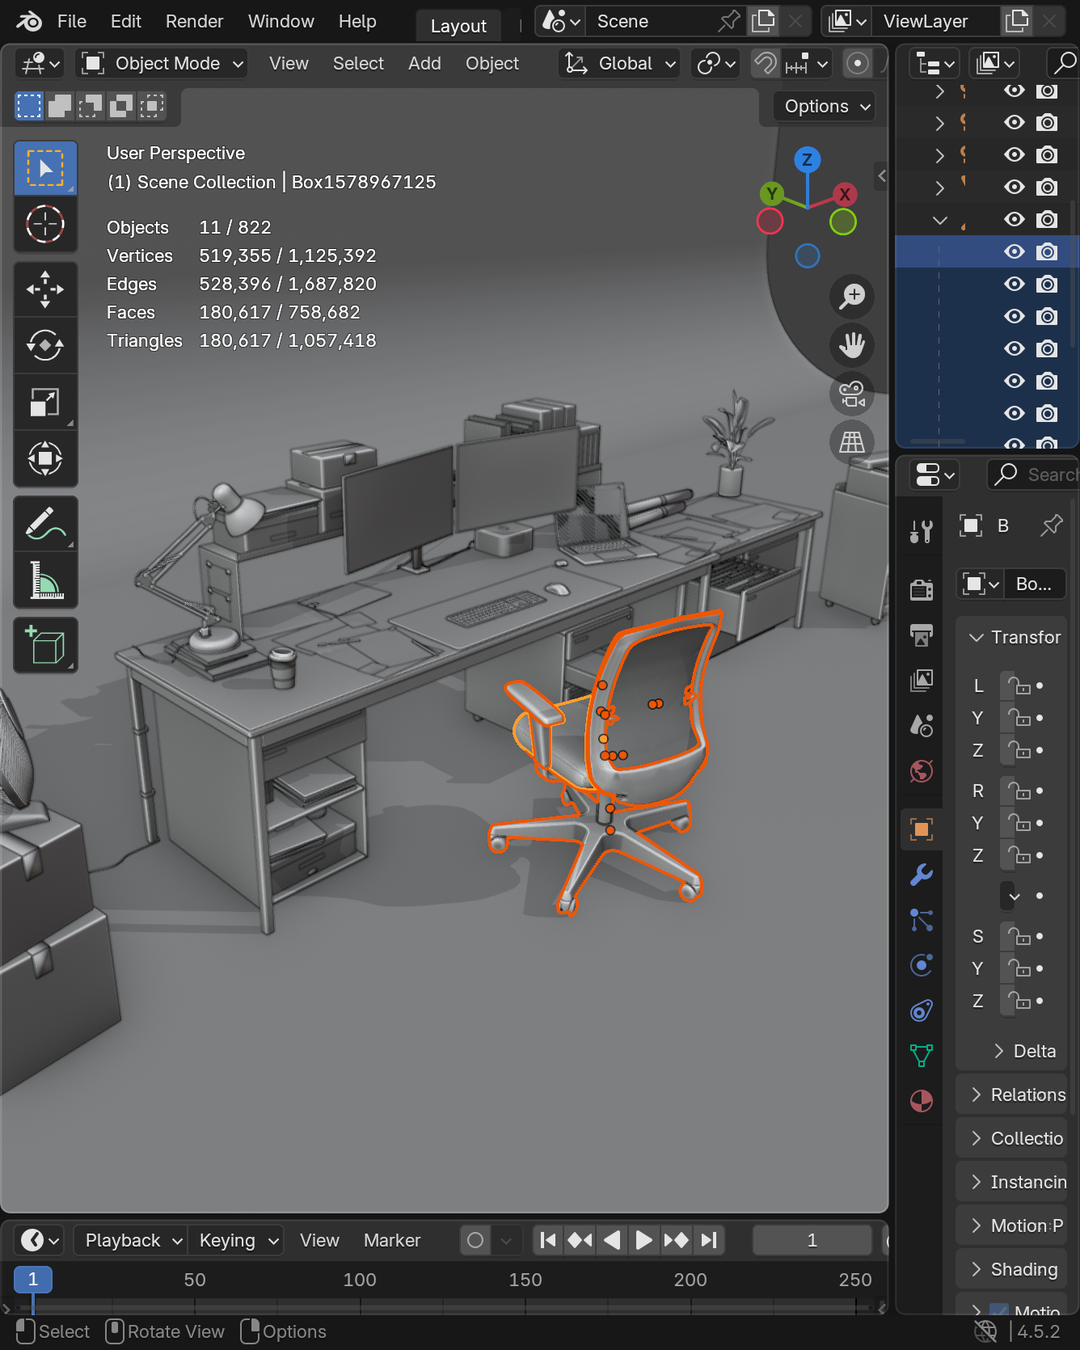 File Edit Render Window Help Layout Scene ViewLayer
Object Mode View Select Add Object Global
Options
User Perspective
(1) Scene Collection | Box1578967125
Objects 11 / 822
Vertices 519,355 / 1,125,392
Edges 528,396 / 1,687,820
Faces 180,617 / 758,682
Triangles 180,617 / 1,057,418
Z
Y
X
Search
B
Bo...
Transfor
L
Y
Z
R
Y
Z
S
Y
Z
Delta
Relations
Collectio
Instancin
Motion P
Shading
Motio
Playback Keying View Marker 1
1 50 100 150 200 250
Select Rotate View Options 4.5.2